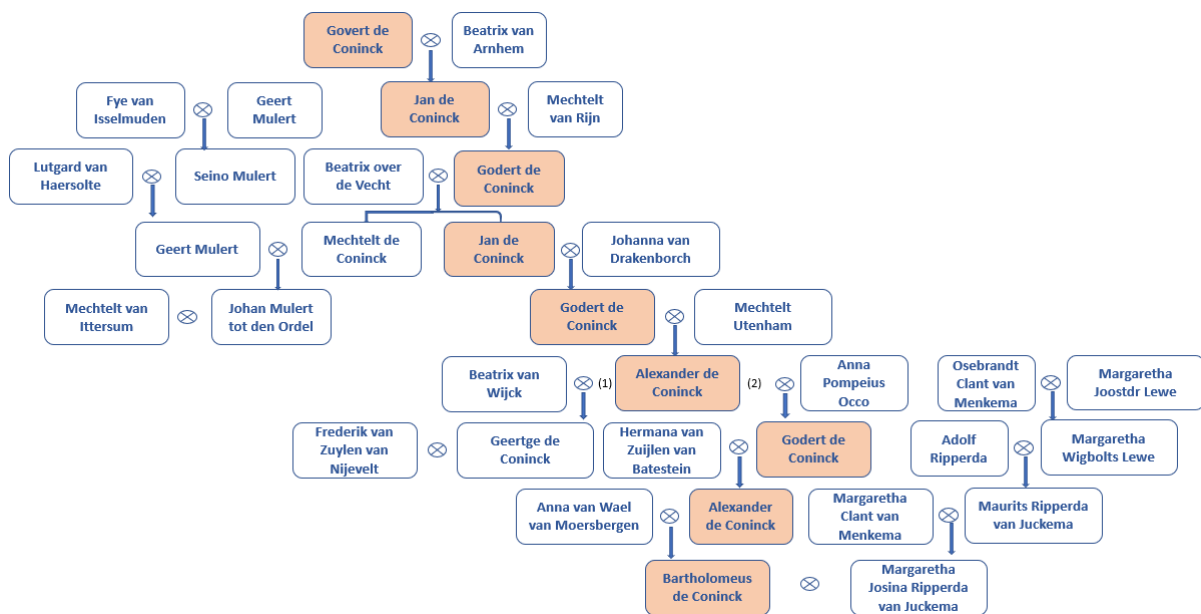 Govert de
Coninck
Beatrix van
Arnhem
Fye van
Isselmuden
Geert
Mulert
Jan de
Coninck
Mechtelt
van Rijn
Lutgard van
Haersolte
Seino Mulert
Beatrix over
de Vecht
Godert de
Coninck
Geert Mulert
Mechtelt de
Coninck
Jan de
Coninck
Johanna van
Drakenborch
Mechtelt van
Ittersum
Johan Mulert
tot den Ordel
Godert de
Coninck
Mechtelt
Utenham
Beatrix van
Wijck
(1)
Alexander de
Coninck
(2)
Anna
Pompeius
Occo
Osebrandt
Clant van
Menkema
Margaretha
Joostdr Lewe
Frederik van
Zuylen van
Nijevelt
Geertge de
Coninck
Hermana van
Zuijlen van
Batestein
Godert de
Coninck
Adolf
Ripperda
Margaretha
Wigbolts Lewe
Anna van Wael
van Moersbergen
Alexander
de Coninck
Margaretha
Clant van
Menkema
Maurits Ripperda
van Juckema
Bartholomeus
de Coninck
Margaretha
Josina Ripperda
van Juckema